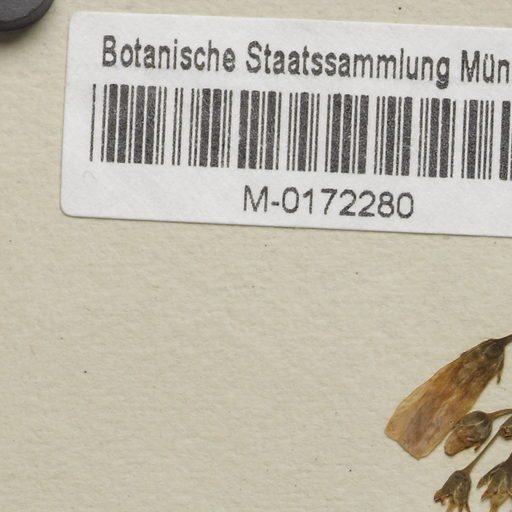 Botanische Staatssammlung Mün
M-0172280